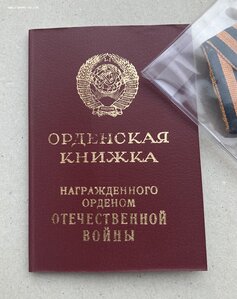 ОРДЕНСКАЯ
КНИЖКА
НАГРАЖДЕННОГО
ОРДЕНОМ
ОТЕЧЕСТВЕННОЙ
ВОЙНЫ